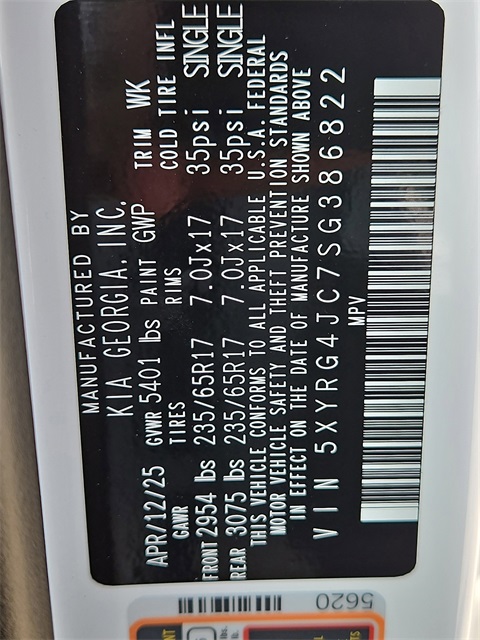 MANUFACTURED BY
KIA GEORGIA, INC.
APR/12/25 GVWR 5401 lbs PAINT GWP TRIM WK
GAWR TIRES RIMS COLD TIRE INFL
FRONT 2954 lbs 235/65R17 7.0Jx17 35psi SINGLE
REAR 3075 lbs 235/65R17 7.0Jx17 35psi SINGLE
THIS VEHICLE CONFORMS TO ALL APPLICABLE U.S.A. FEDERAL
MOTOR VEHICLE SAFETY AND THEFT PREVENTION STANDARDS
IN EFFECT ON THE DATE OF MANUFACTURE SHOWN ABOVE
VIN 5XYRG4JC7SG386822
MPV
5620